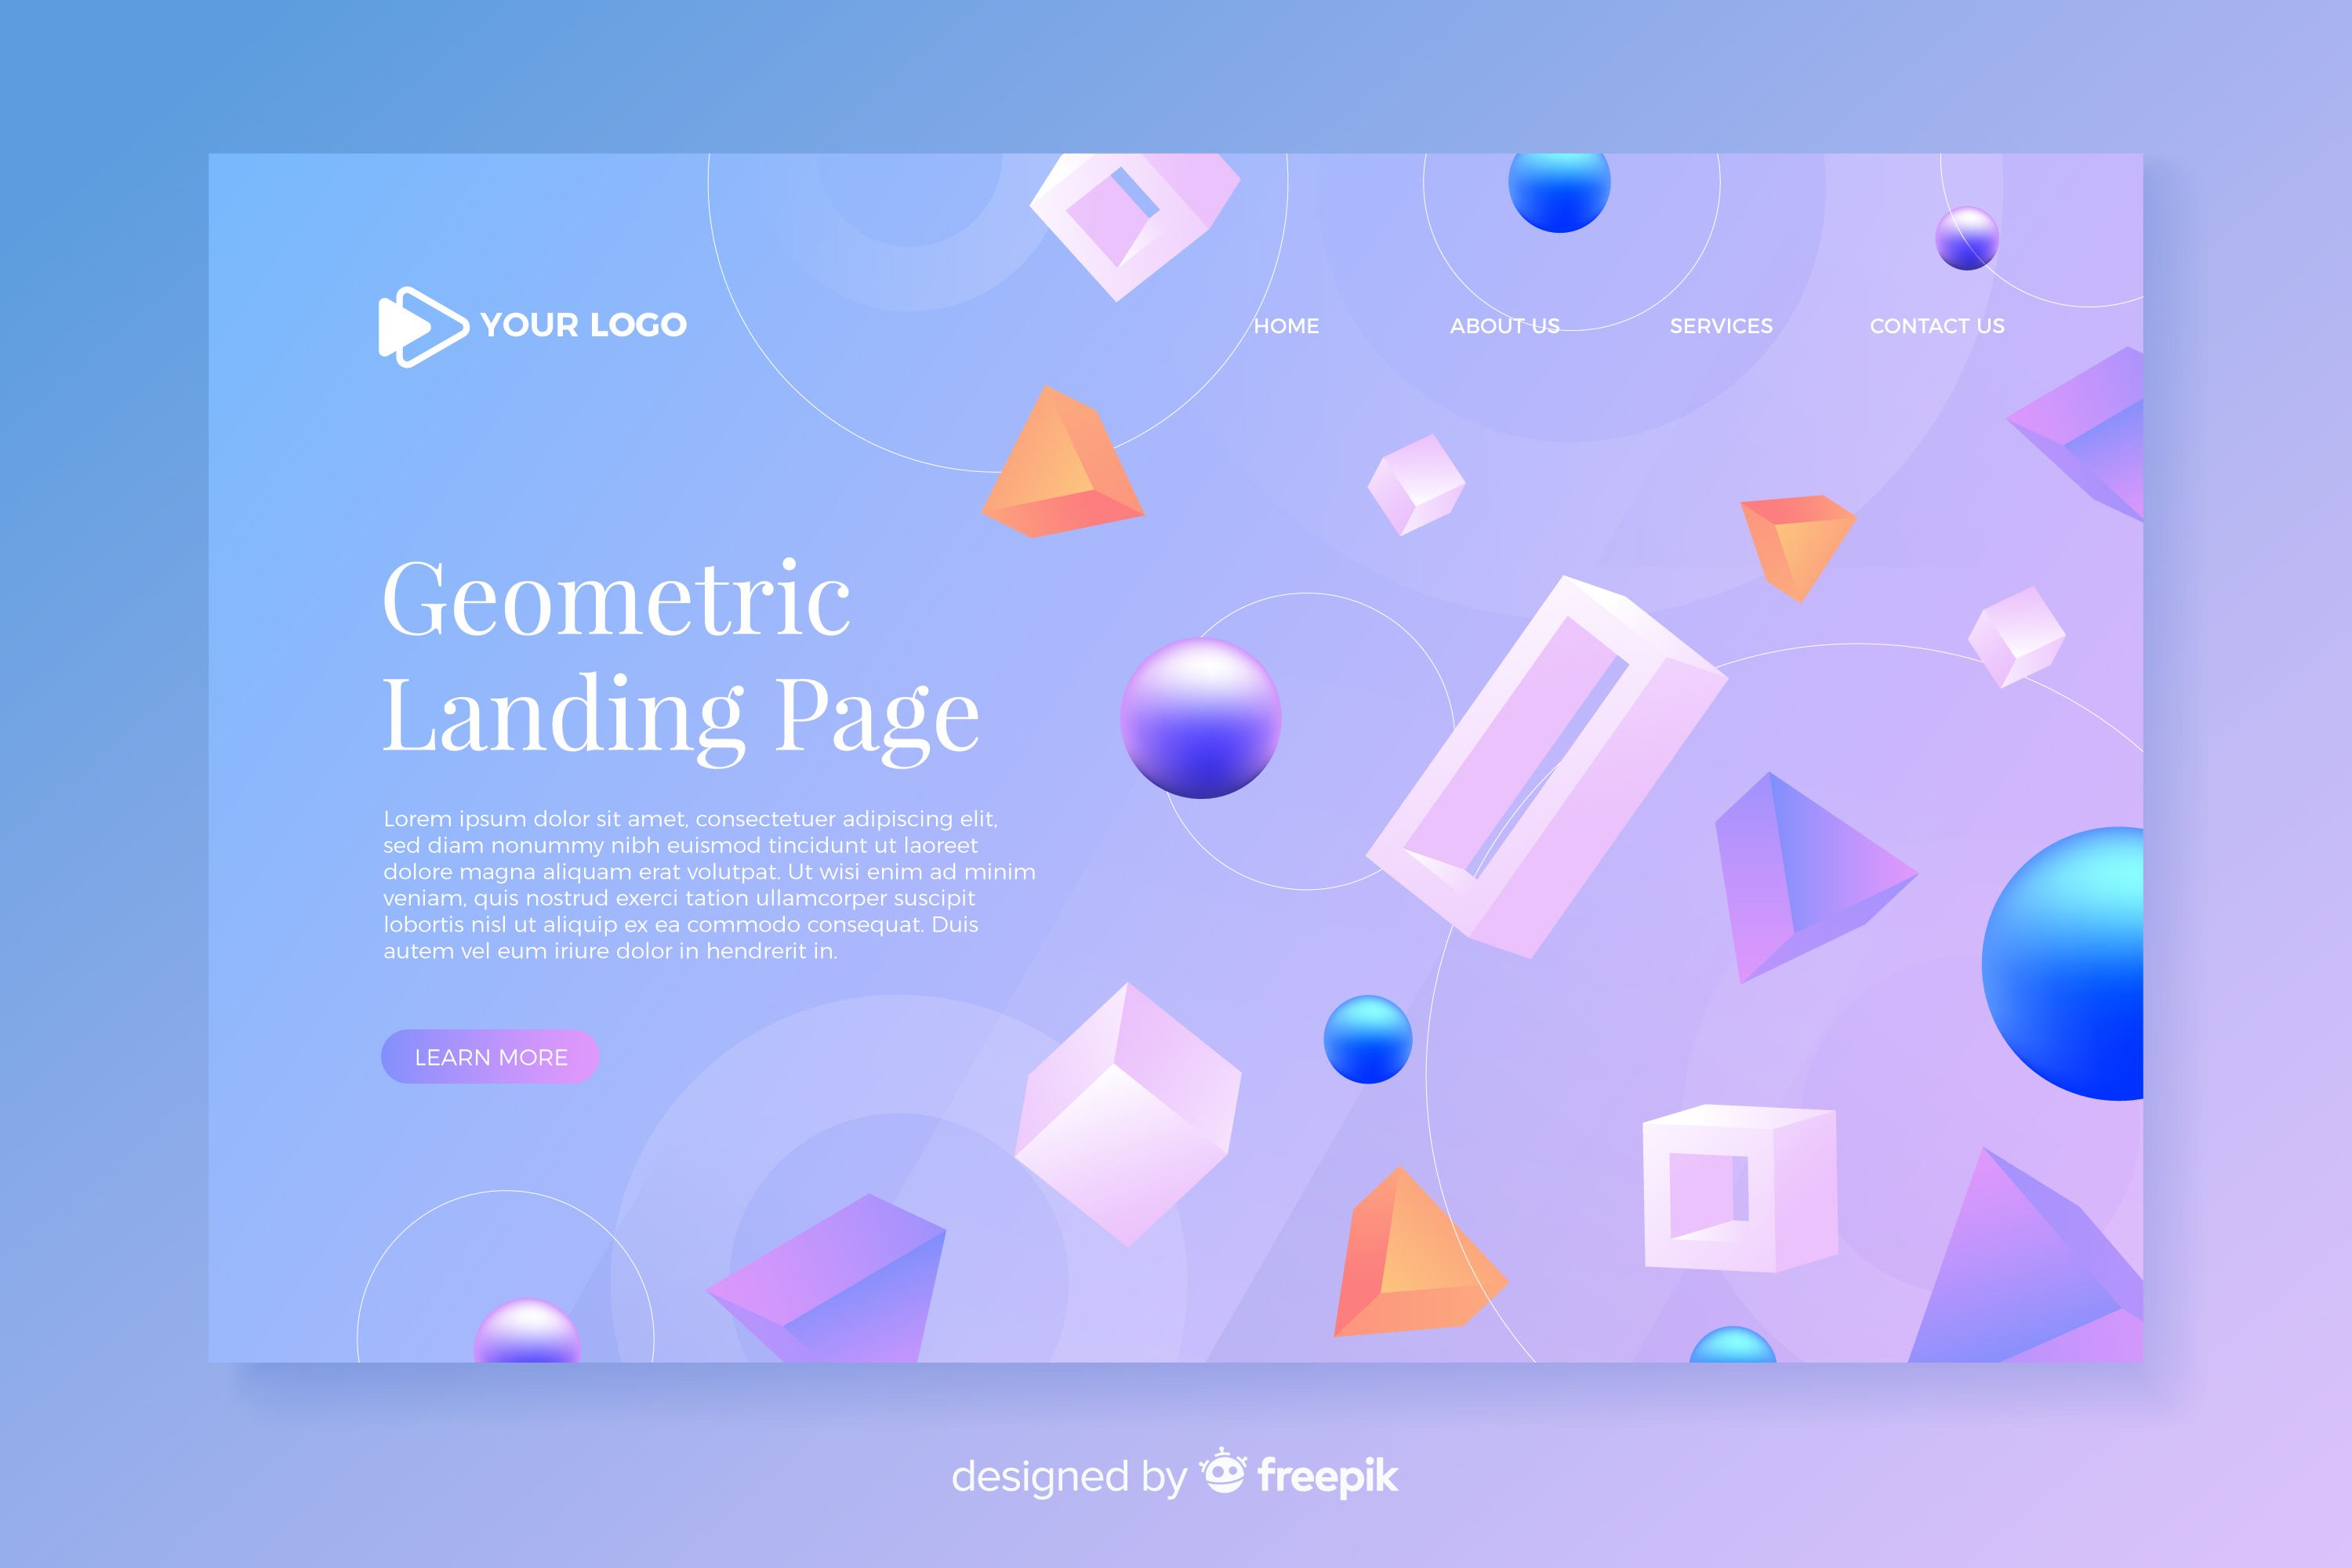 YOUR LOGO
HOME
ABOUT US
SERVICES
CONTACT US
Geometric
Landing Page
Lorem ipsum dolor sit amet, consectetuer adipiscing elit,
sed diam nonummy nibh euismod tincidunt ut laoreet
dolore magna aliquam erat volutpat. Ut wisi enim ad minim
veniam, quis nostrud exerci tation ullamcorper suscipit
lobortis nisl ut aliquip ex ea commodo consequat. Duis
autem vel eum iriure dolor in hendrerit in.
LEARN MORE
designed by freepik